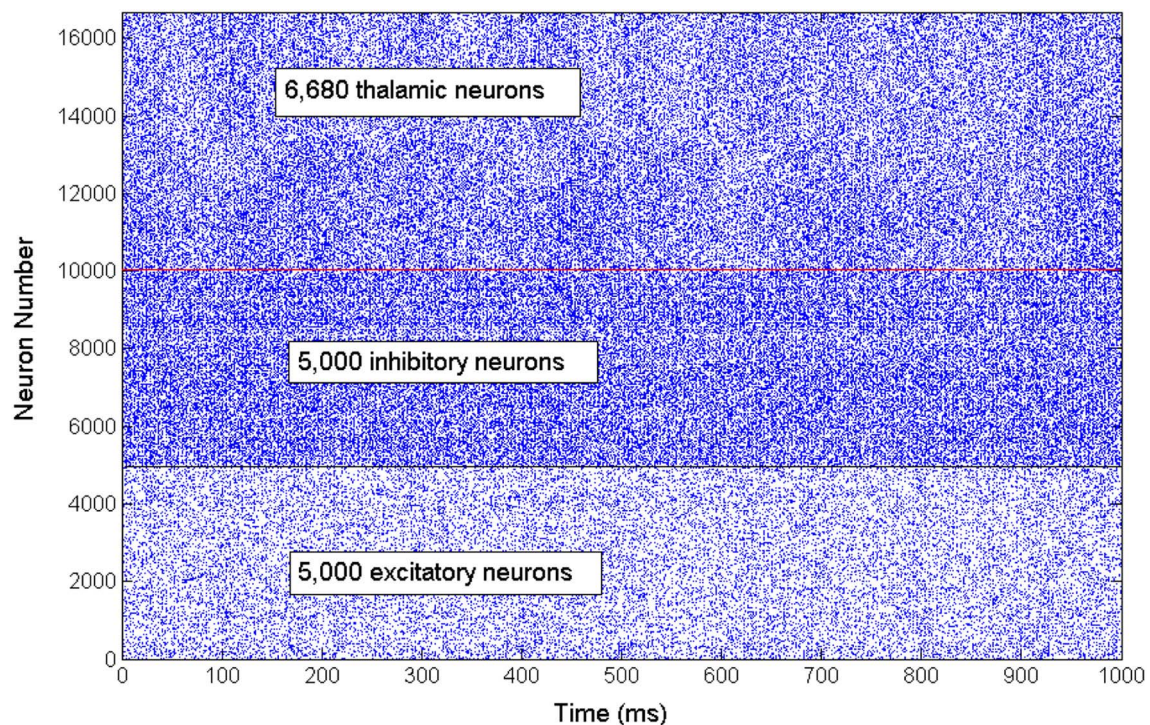 16000
14000
12000
10000
8000
6000
4000
2000
0
Neuron Number
6,680 thalamic neurons
5,000 inhibitory neurons
5,000 excitatory neurons
0 100 200 300 400 500 600 700 800 900 1000
Time (ms)